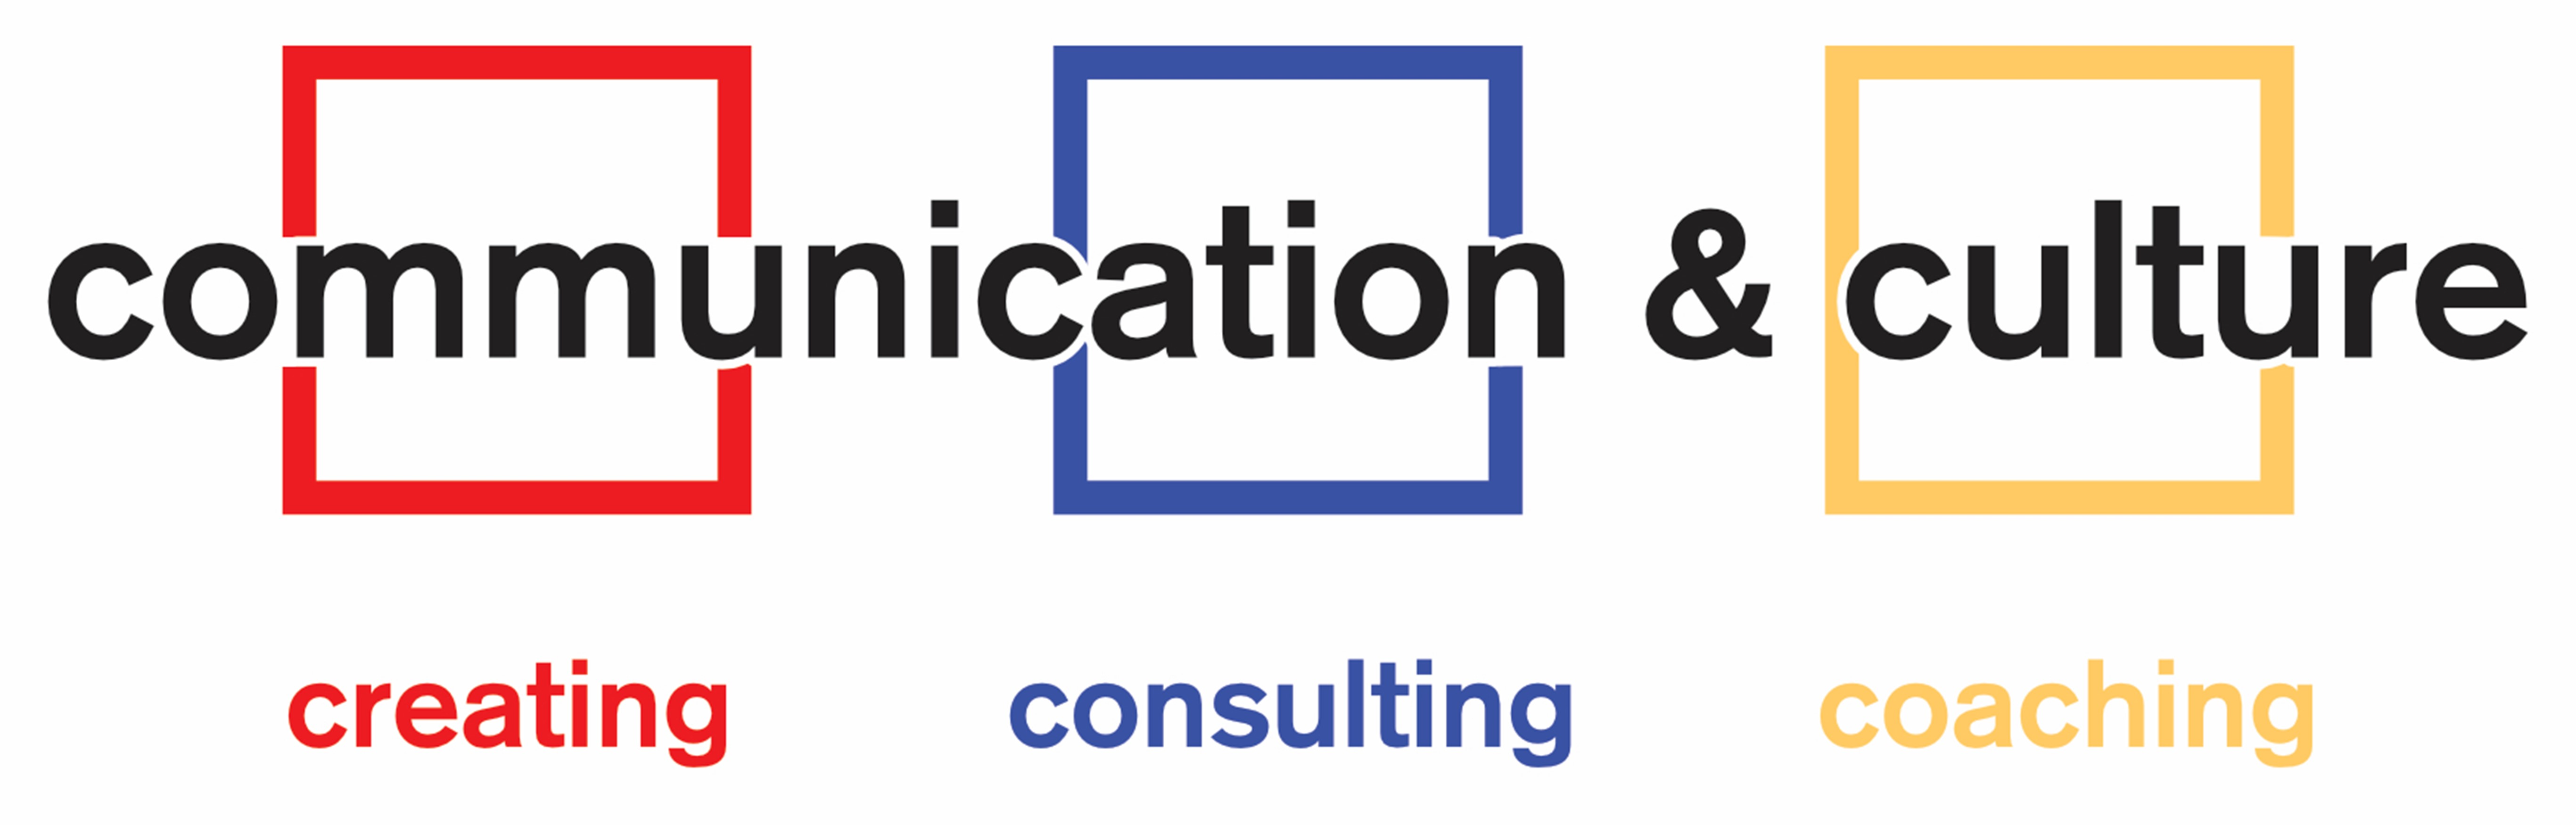 communication & culture
creating consulting coaching